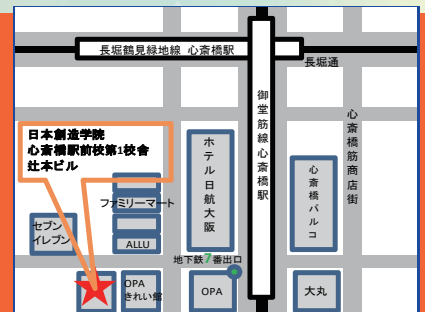 長堀鶴見緑地線 心斎橋駅
長堀通
日本創造学院
心斎橋駅前校第1校舎
辻本ビル
御堂筋線心斎橋駅
心斎橋筋商店街
ホテル日航大阪
心斎橋パルコ
ファミリーマート
セブン
イレブン
ALLU
地下鉄7番出口
OPA
きれい館
OPA
大丸